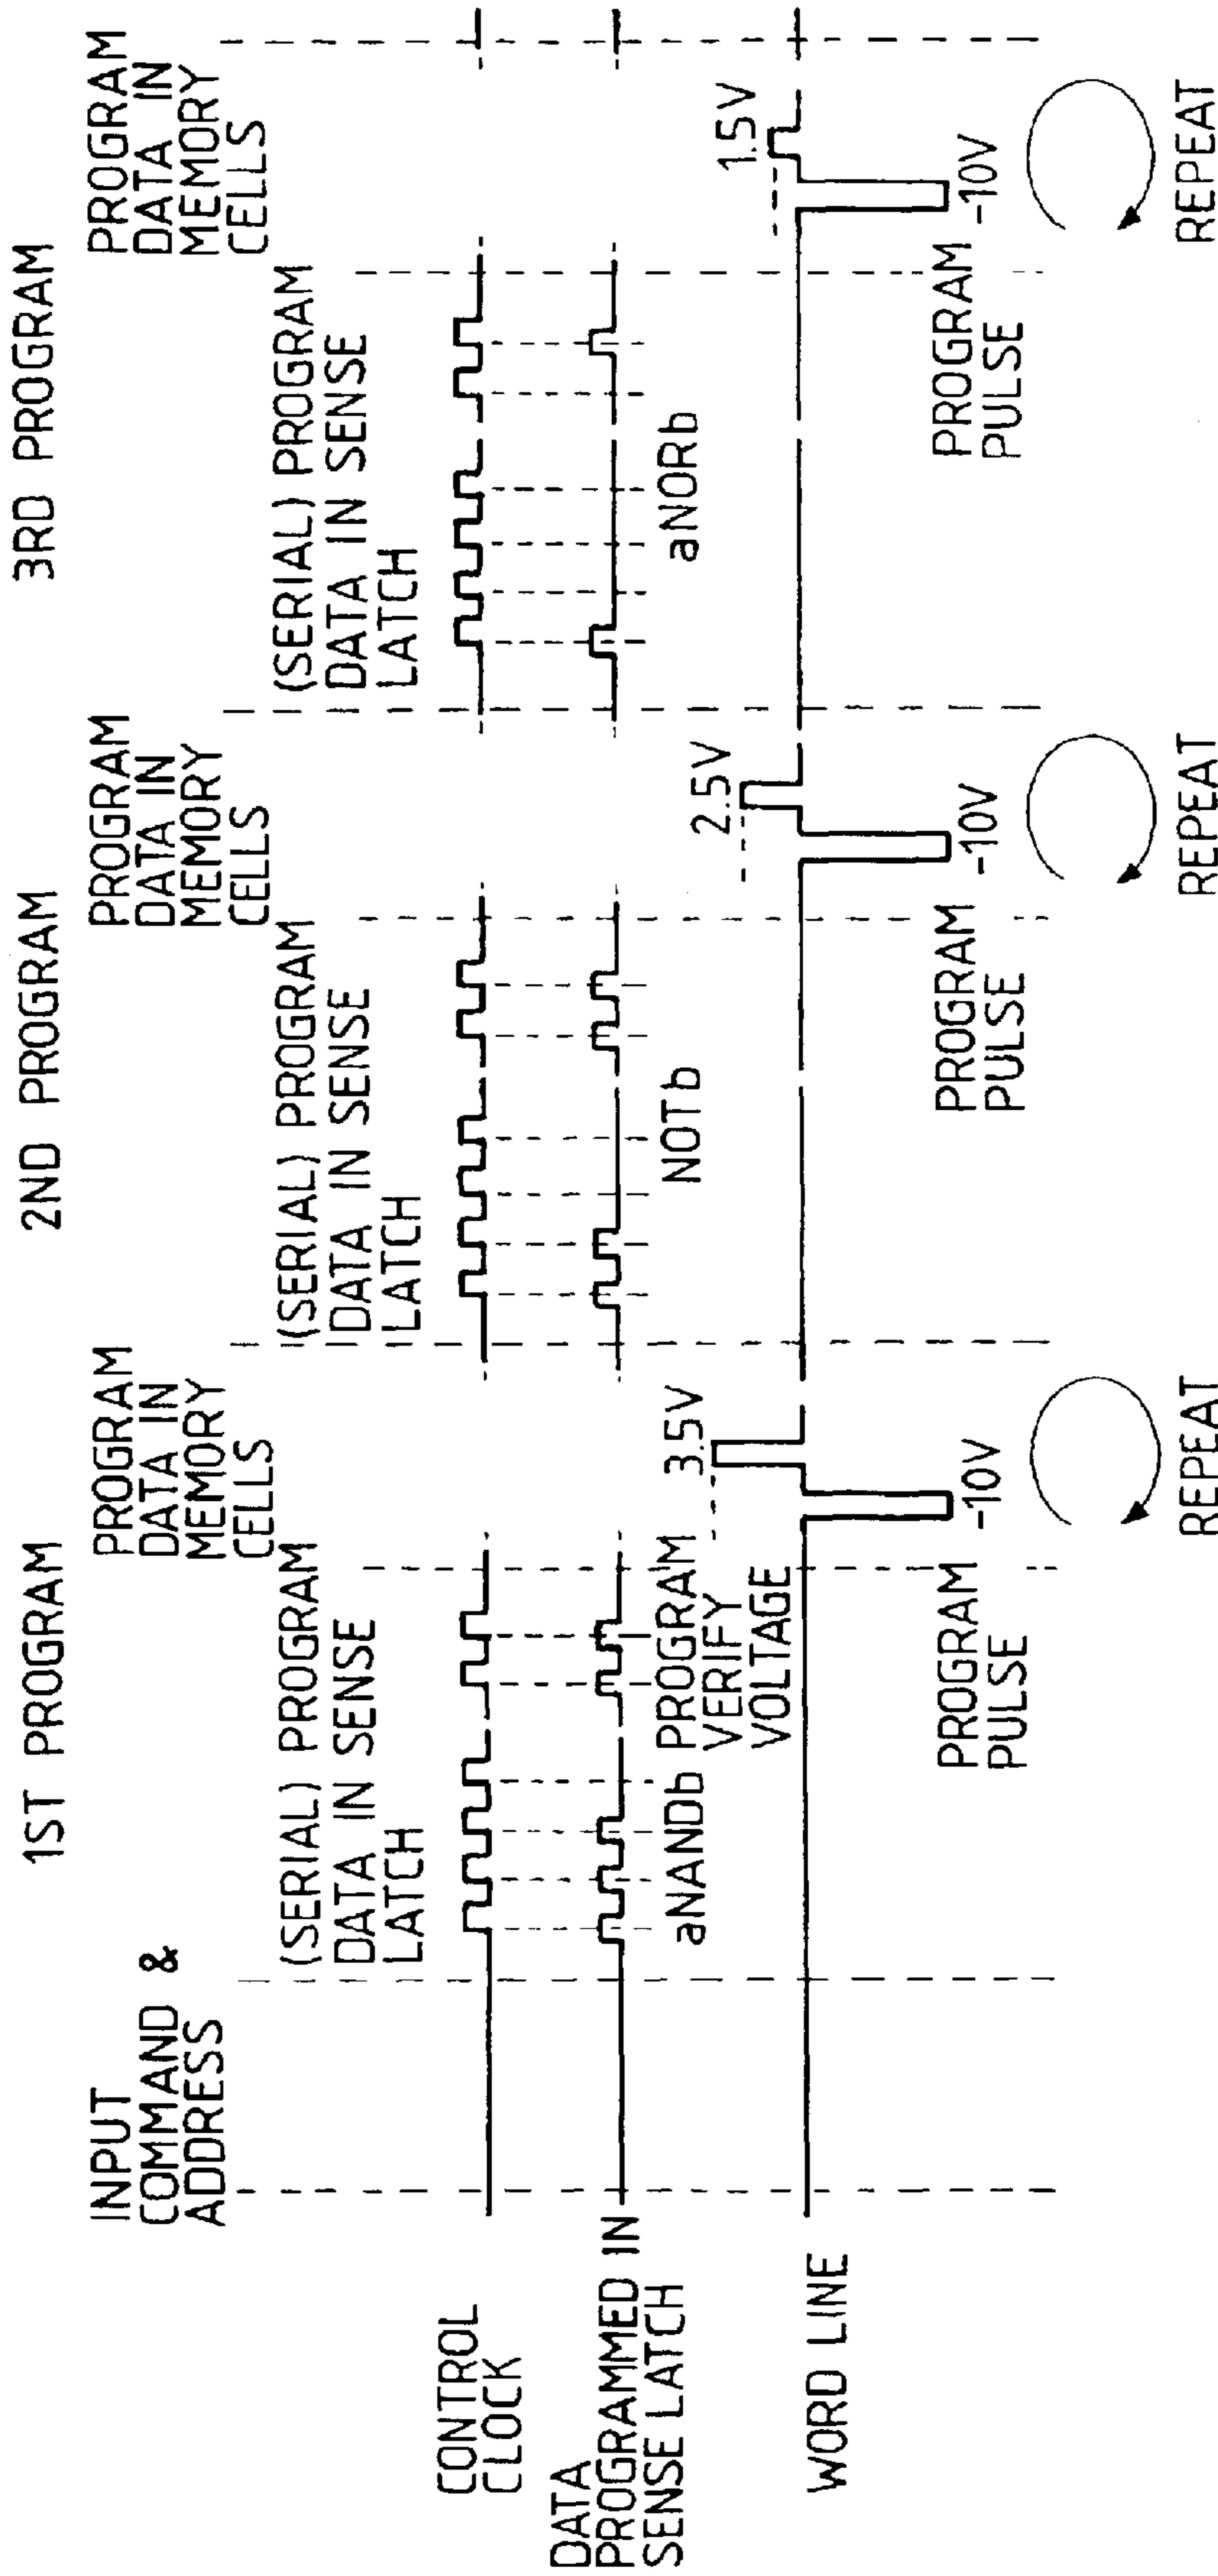 1ST PROGRAM
2ND PROGRAM
3RD PROGRAM
INPUT
COMMAND &
ADDRESS
PROGRAM
DATA IN
MEMORY
CELLS
PROGRAM
DATA IN
MEMORY
CELLS
PROGRAM
DATA IN
MEMORY
CELLS
(SERIAL) PROGRAM
DATA IN SENSE
LATCH
(SERIAL) PROGRAM
DATA IN SENSE
LATCH
(SERIAL) PROGRAM
DATA IN SENSE
LATCH
CONTROL
CLOCK
DATA
PROGRAMMED IN
SENSE LATCH
aNANDb
NOTb
aNORb
PROGRAM
VERIFY
VOLTAGE
3.5V
2.5V
1.5V
WORD LINE
PROGRAM
PULSE
-10V
PROGRAM
PULSE
-10V
PROGRAM
PULSE
-10V
REPEAT
REPEAT
REPEAT